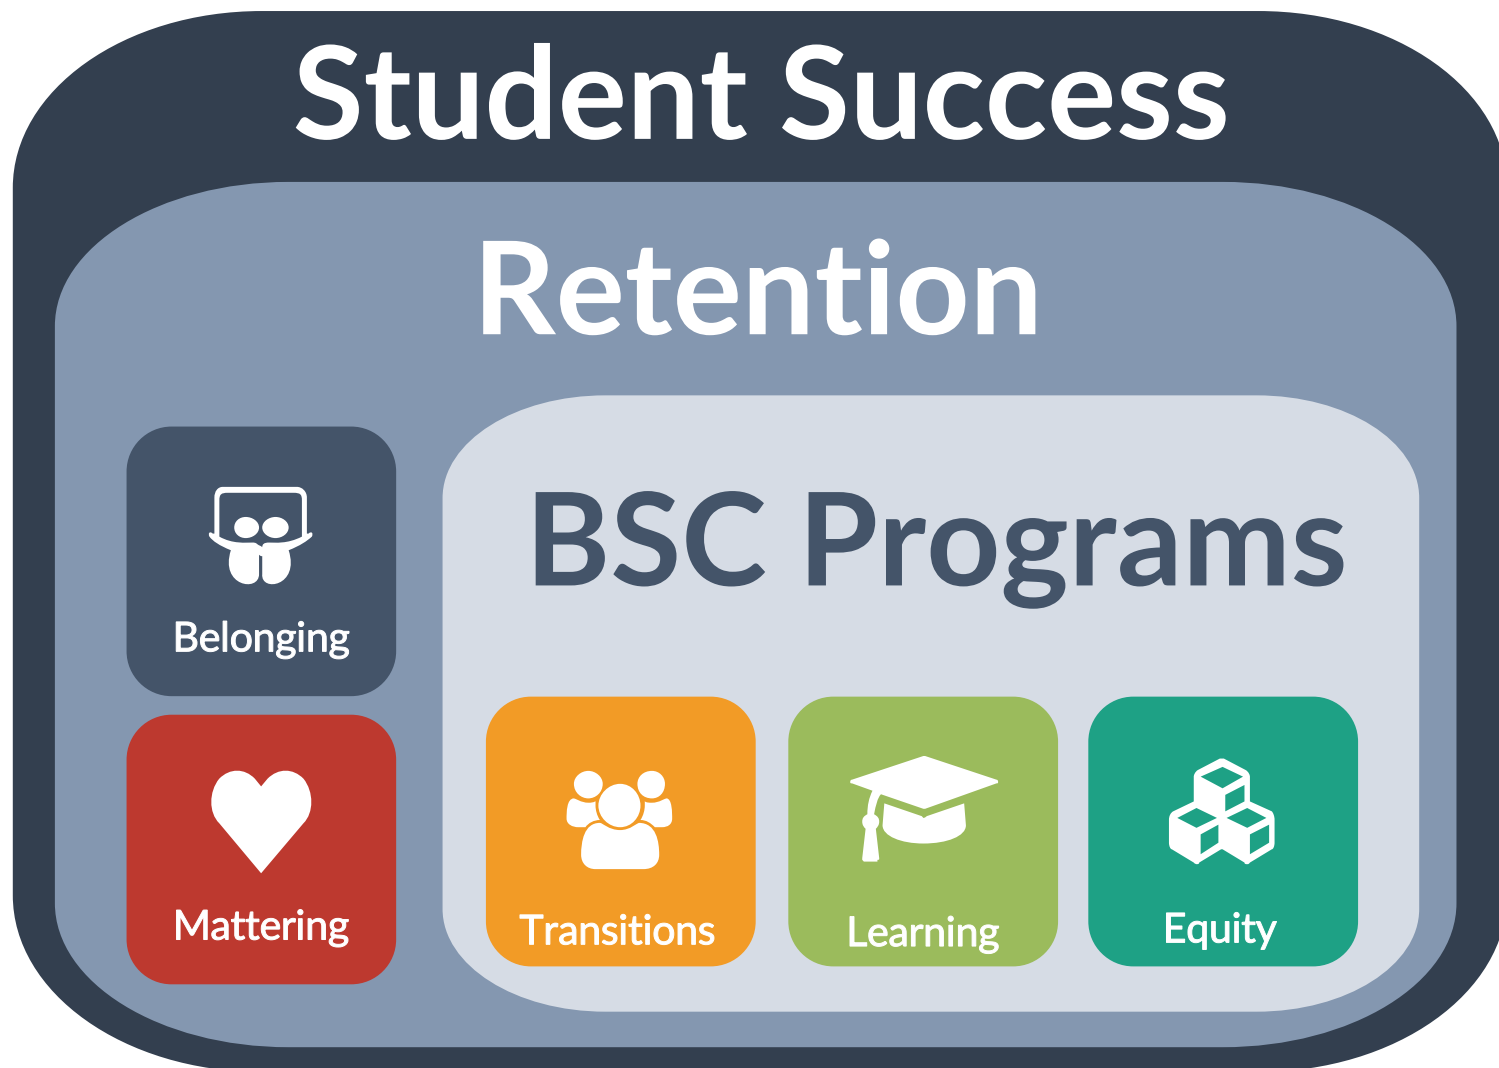 Student Success
Retention
BSC Programs
Belonging
Mattering
Transitions
Learning
Equity